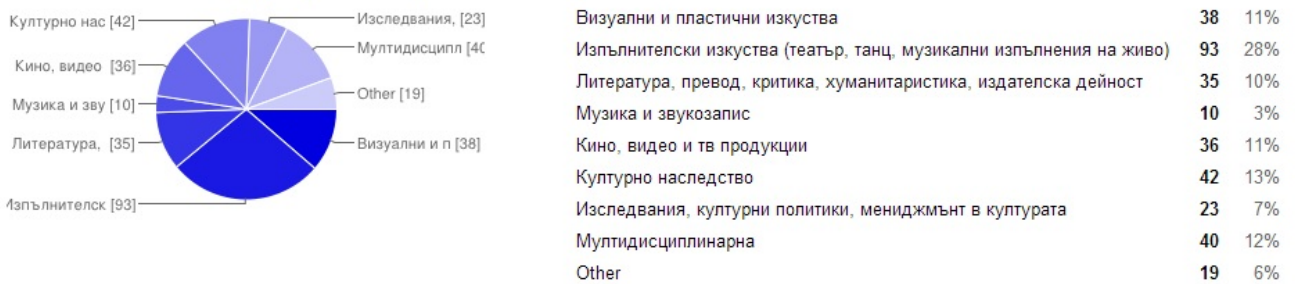 Културно нас [42]
Кино, видео [36]
Музика и зву [10]
Литература, [35]
Изпълнителск [93]
Изследвания, [23]
Мултидисципл [40
Other [19]
Визуални и п [38]
Визуални и пластични изкуства 38 11%
Изпълнителски изкуства (театър, танц, музикални изпълнения на живо) 93 28%
Литература, превод, критика, хуманитаристика, издателска дейност 35 10%
Музика и звукозапис 10 3%
Кино, видео и тв продукции 36 11%
Културно наследство 42 13%
Изследвания, културни политики, мениджмънт в културата 23 7%
Мултидисциплинарна 40 12%
Other 19 6%